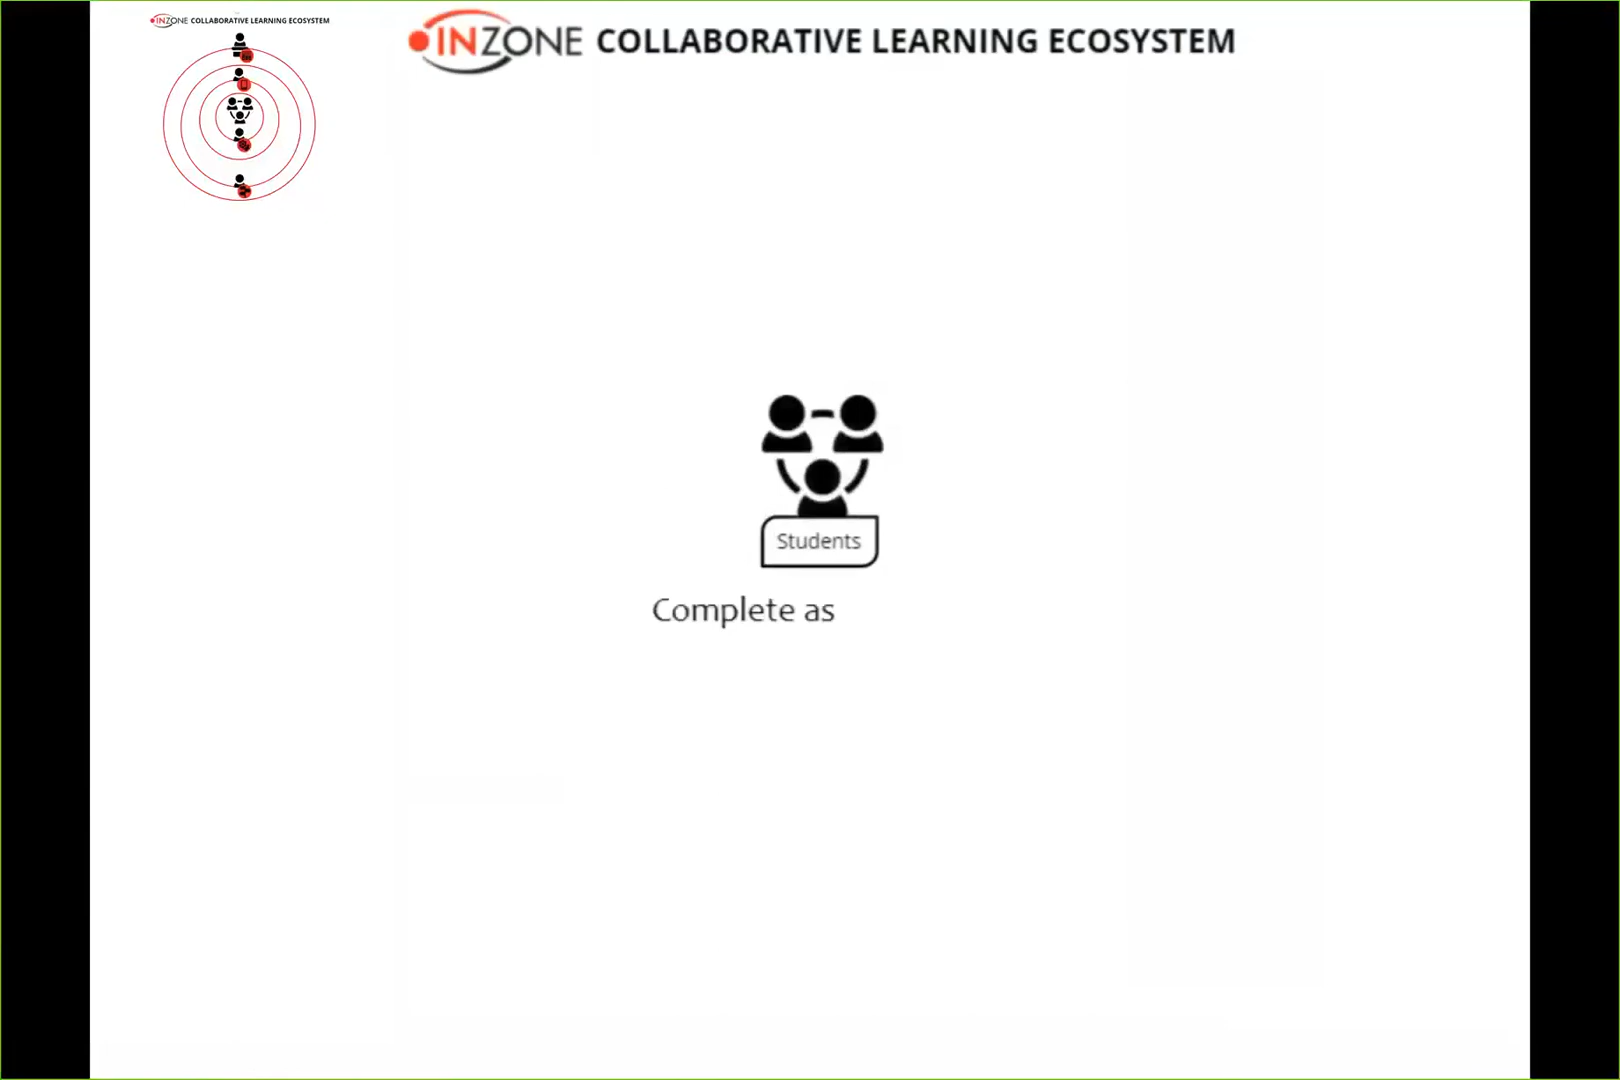 INZONE COLLABORATIVE LEARNING ECOSYSTEM
INZONE COLLABORATIVE LEARNING ECOSYSTEM
Students
Complete as